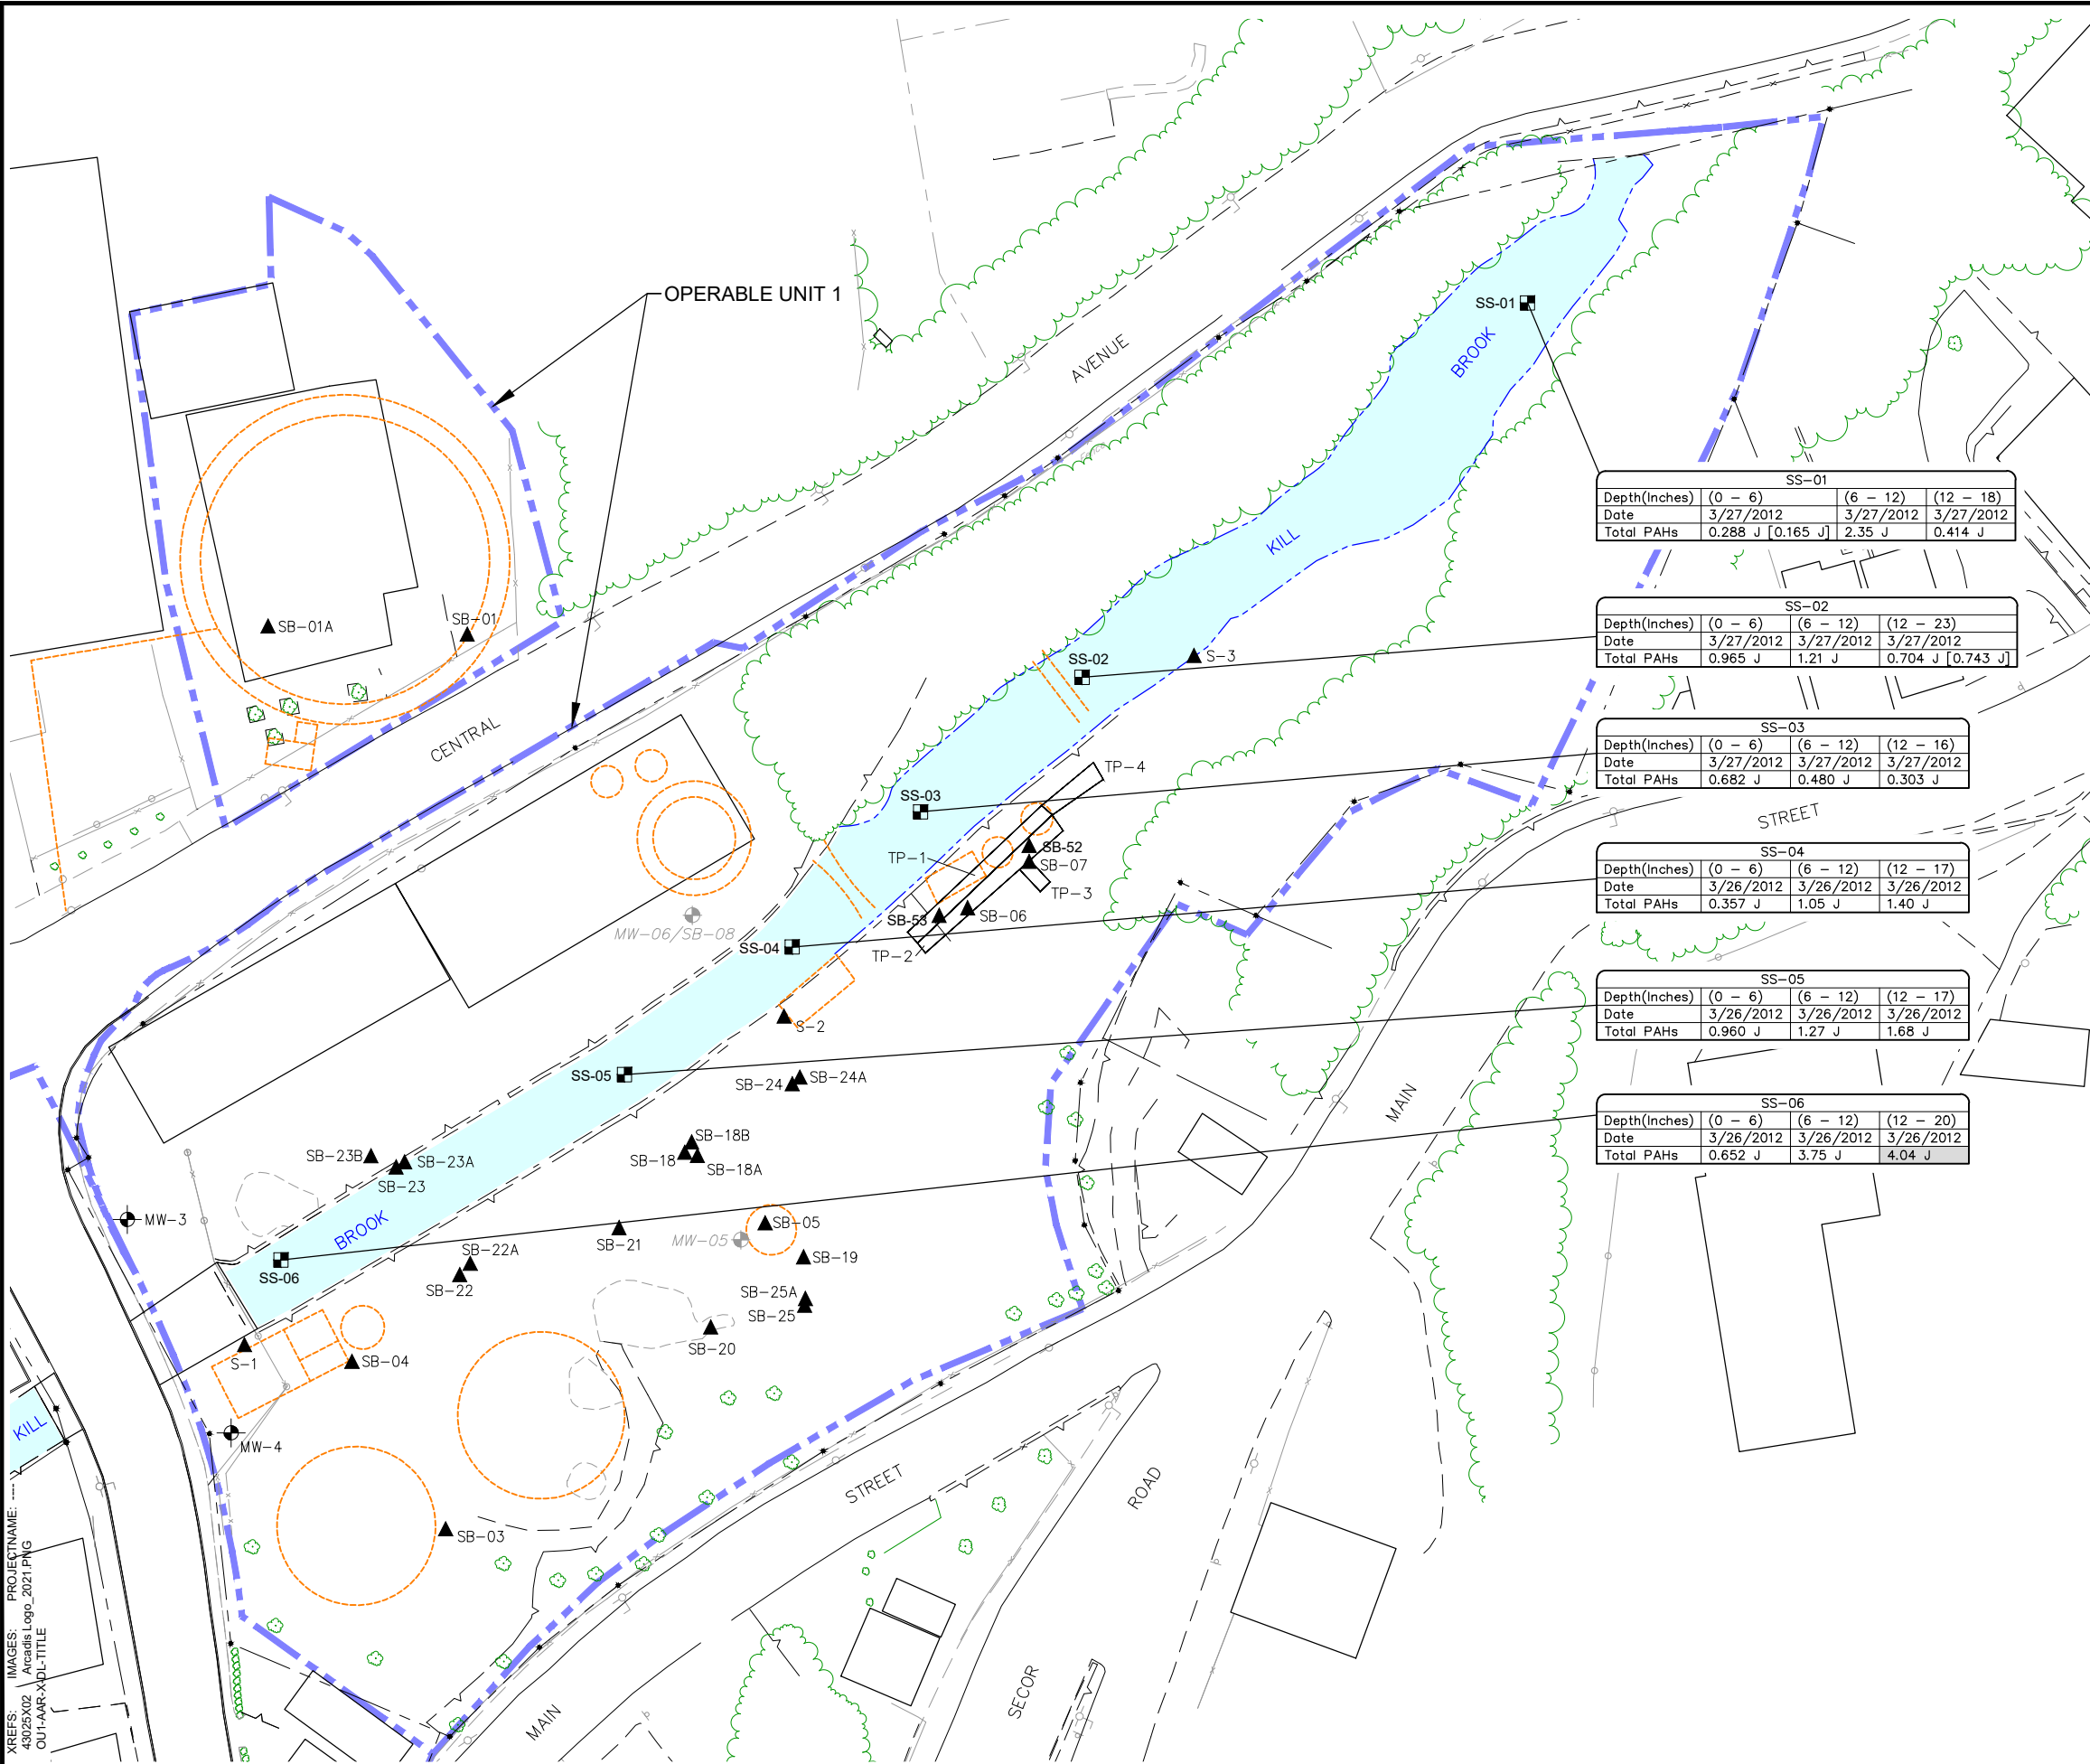 OPERABLE UNIT 1
AVENUE
SS-01
BROOK
SS-01
Depth(Inches) (0 - 6) (6 - 12) (12 - 18)
Date 3/27/2012 3/27/2012 3/27/2012
Total PAHs 0.288 J [0.165 J] 2.35 J 0.414 J
KILL
SB-01A
SB-01
SS-02
Depth(Inches) (0 - 6) (6 - 12) (12 - 23)
Date 3/27/2012 3/27/2012 3/27/2012
Total PAHs 0.965 J 1.21 J 0.704 J [0.743 J]
S-3
SS-02
CENTRAL
SS-03
Depth(Inches) (0 - 6) (6 - 12) (12 - 16)
Date 3/27/2012 3/27/2012 3/27/2012
Total PAHs 0.682 J 0.480 J 0.303 J
TP-4
SS-03
STREET
SB-52
TP-1
SB-07
TP-3
SS-04
Depth(Inches) (0 - 6) (6 - 12) (12 - 17)
Date 3/26/2012 3/26/2012 3/26/2012
Total PAHs 0.357 J 1.05 J 1.40 J
SB-53
SB-06
MW-06/SB-08
SS-04
TP-2
SS-05
Depth(Inches) (0 - 6) (6 - 12) (12 - 17)
Date 3/26/2012 3/26/2012 3/26/2012
Total PAHs 0.960 J 1.27 J 1.68 J
S-2
SS-05
SB-24
SB-24A
MAIN
SS-06
Depth(Inches) (0 - 6) (6 - 12) (12 - 20)
Date 3/26/2012 3/26/2012 3/26/2012
Total PAHs 0.652 J 3.75 J 4.04 J
SB-18B
SB-23B
SB-23A
SB-18
SB-18A
SB-23
MW-3
BROOK
SB-05
SB-21
MW-05
SB-22A
SB-19
SS-06
SB-22
SB-25A
SB-25
SB-20
S-1
SB-04
KILL
MW-4
STREET
ROAD
SB-03
SECOR
MAIN
XREFS: IMAGES: PROJECTNAME: ----
43025X02 Arcadis Logo_2021.PNG
OU1-AAR-XADL-TITLE